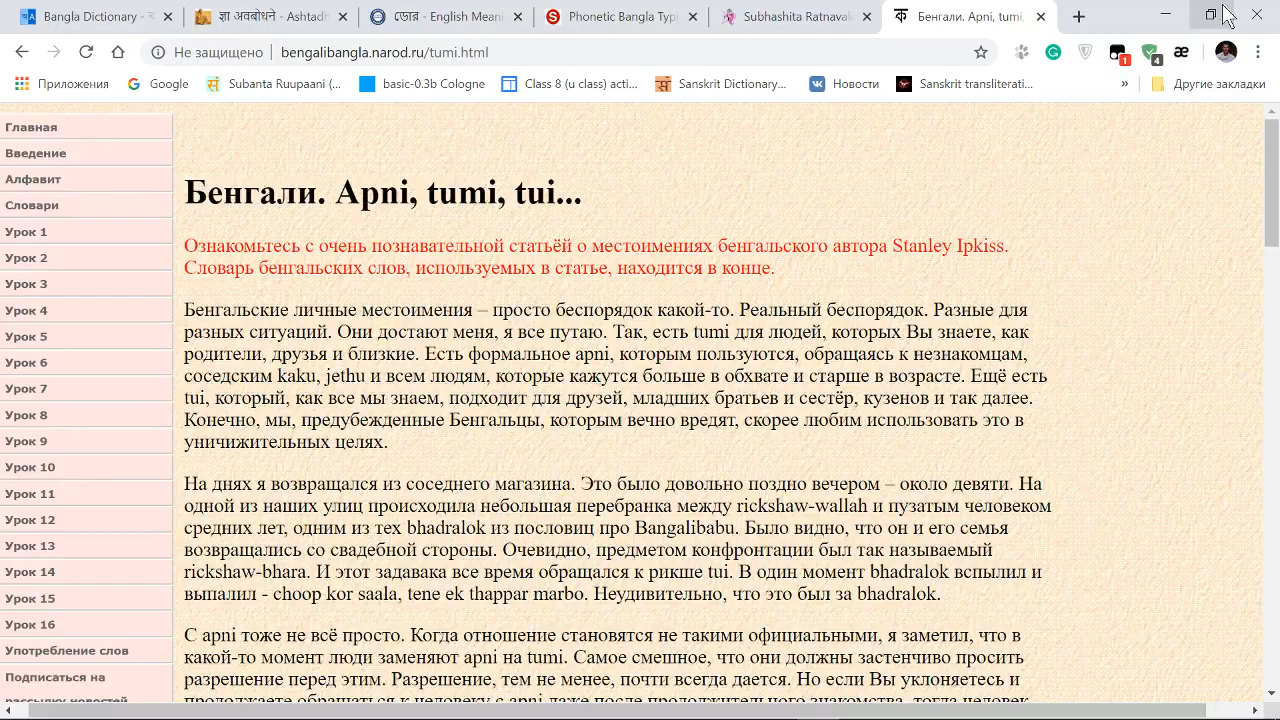 Bangla Dictionary -
ज्ञा अवबोधने - Ashtadh
ডোর - English Meani
Phonetic Bangla Typi
Subhashita Ratnavali
Бенгали. Apni, tumi,
Не защищено
bengalibangla.narod.ru/tumi.html
1
4
Приложения
Google
Subanta Ruupaani (...
basic-0.3b Cologne
Class 8 (u class) acti...
Sanskrit Dictionary...
Новости
Sanskrit transliterati...
»
Другие закладки
Главная
Введение
Алфавит
Словари
Урок 1
Урок 2
Урок 3
Урок 4
Урок 5
Урок 6
Урок 7
Урок 8
Урок 9
Урок 10
Урок 11
Урок 12
Урок 13
Урок 14
Урок 15
Урок 16
Употребление слов
Подписаться на
рассылку новостей
Бенгали. Apni, tumi, tui...
Ознакомьтесь с очень познавательной статьёй о местоимениях бенгальского автора Stanley Ipkiss.
Словарь бенгальских слов, используемых в статье, находится в конце.
Бенгальские личные местоимения – просто беспорядок какой-то. Реальный беспорядок. Разные для
разных ситуаций. Они достают меня, я все путаю. Так, есть tumi для людей, которых Вы знаете, как
родители, друзья и близкие. Есть формальное apni, которым пользуются, обращаясь к незнакомцам,
соседским kaku, jethu и всем людям, которые кажутся больше в обхвате и старше в возрасте. Ещё есть
tui, который, как все мы знаем, подходит для друзей, младших братьев и сестёр, кузенов и так далее.
Конечно, мы, предубежденные Бенгальцы, которым вечно вредят, скорее любим использовать это в
уничижительных целях.
На днях я возвращался из соседнего магазина. Это было довольно поздно вечером – около девяти. На
одной из наших улиц происходила небольшая перебранка между rickshaw-wallah и пузатым человеком
средних лет, одним из тех bhadralok из пословиц про Bangalibabu. Было видно, что он и его семья
возвращались со свадебной стороны. Очевидно, предметом конфронтации был так называемый
rickshaw-bhara. И этот задавака все время обращался к рикше tui. В один момент bhadralok вспылил и
выпалил - choop kor saala, tene ek thappar marbo. Неудивительно, что это был за bhadralok.
С apni тоже не всё просто. Когда отношение становятся не такими официальными, я заметил, что в
какой-то момент люди заменяют apni на tumi. Самое смешное, что они должны застенчиво просить
разрешение перед этим. Разрешение, тем не менее, почти всегда дается. Но если Вы уклоняетесь и